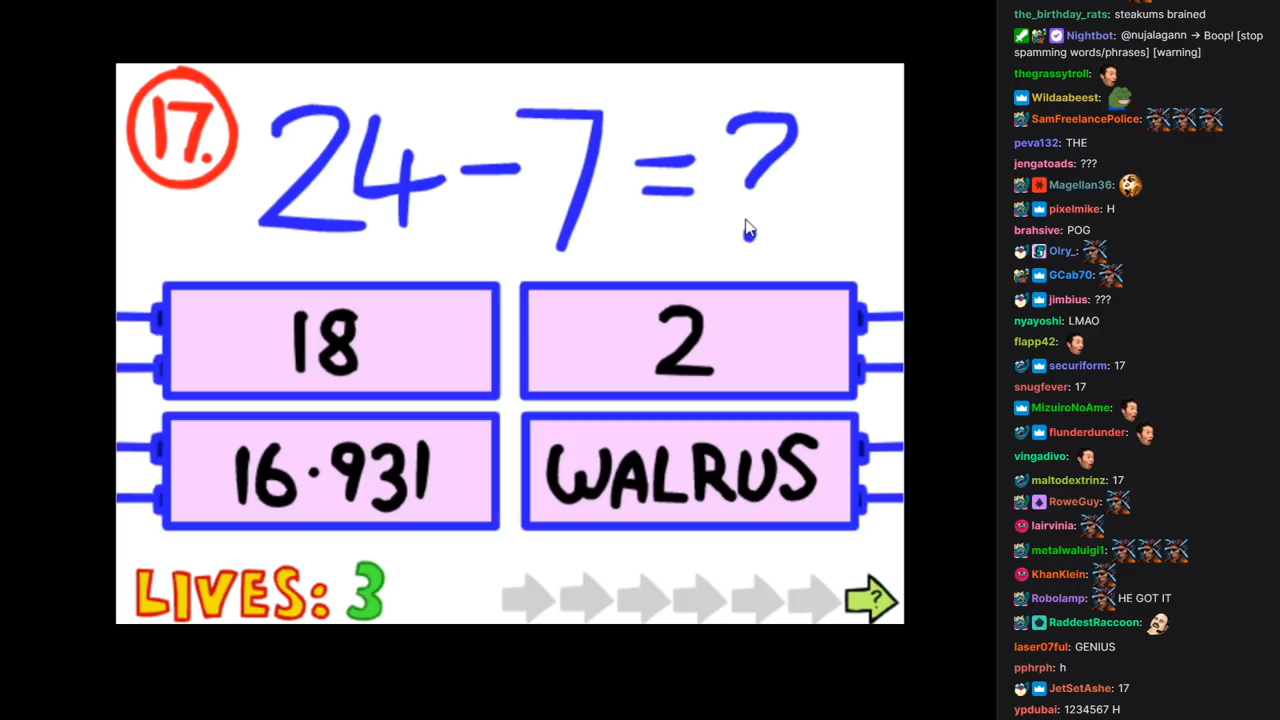 17.
24-7=?
18
2
16·931
WALRUS
LIVES: 3
?
the_birthday_rats: steakums brained
Nightbot: @nujalagann → Boop! [stop
spamming words/phrases] [warning]
thegrassytroll:
Wildaabeest:
SamFreelancePolice:
peva132: THE
jengatoads: ???
Magellan36:
pixelmike: H
brahsive: POG
Olry_:
GCab70:
jimbius: ???
nyayoshi: LMAO
flapp42:
securiform: 17
snugfever: 17
MizuiroNoAme:
flunderdunder:
vingadivo:
maltodextrinz: 17
RoweGuy:
lairvinia:
metalwaluigi1:
KhanKlein:
Robolamp: HE GOT IT
RaddestRaccoon:
laser07ful: GENIUS
pphrph: h
JetSetAshe: 17
ypdubai: 1234567 H